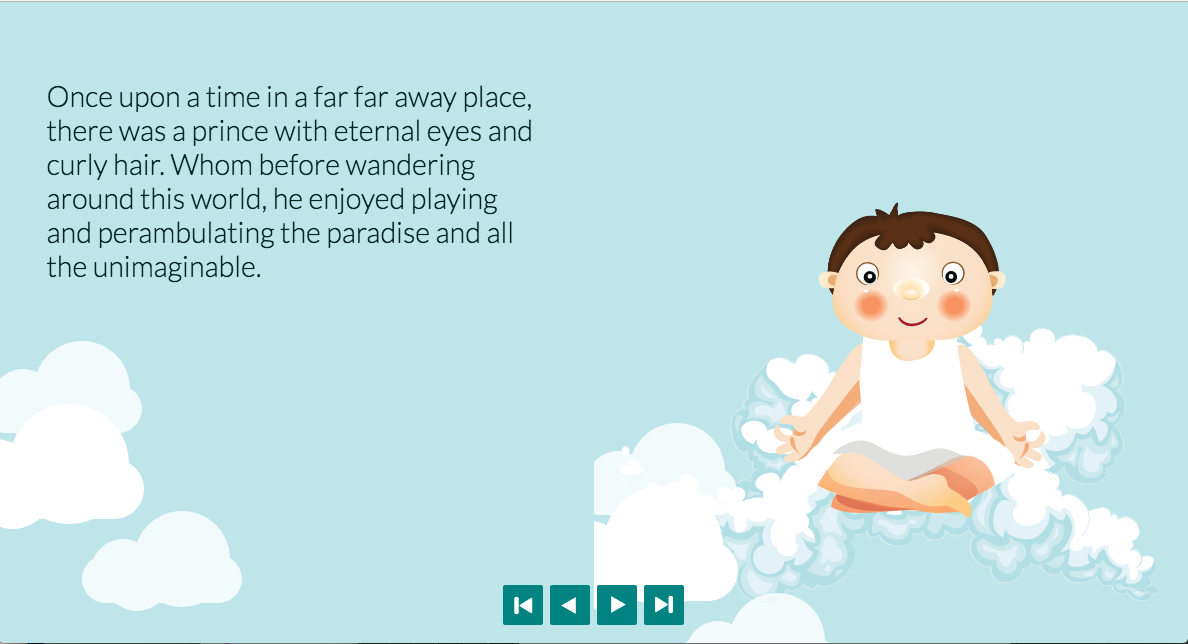 Once upon a time in a far far away place,
there was a prince with eternal eyes and
curly hair. Whom before wandering
around this world, he enjoyed playing
and perambulating the paradise and all
the unimaginable.